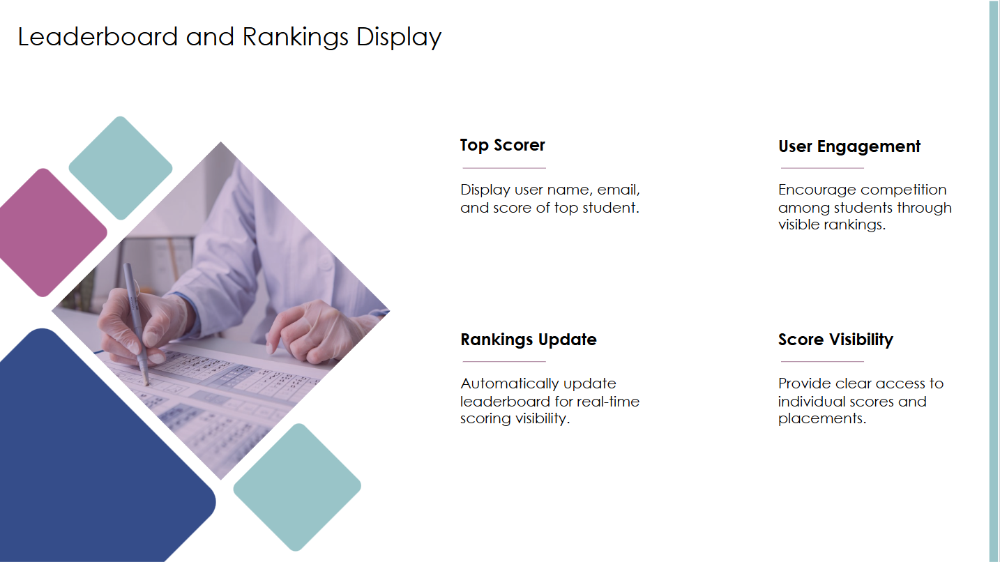 Leaderboard and Rankings Display
Top Scorer
Display user name, email,
and score of top student.
User Engagement
Encourage competition
among students through
visible rankings.
Rankings Update
Automatically update
leaderboard for real-time
scoring visibility.
Score Visibility
Provide clear access to
individual scores and
placements.